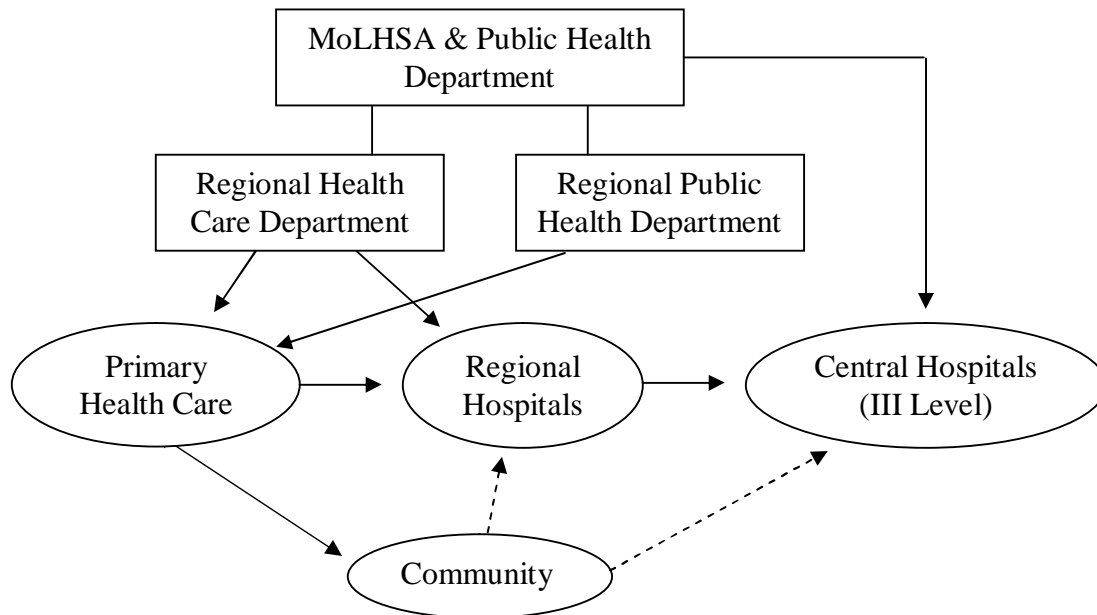 MoLHSA & Public Health
Department
Regional Health
Care Department
Regional Public
Health Department
Primary
Health Care
Regional
Hospitals
Central Hospitals
(III Level)
Community